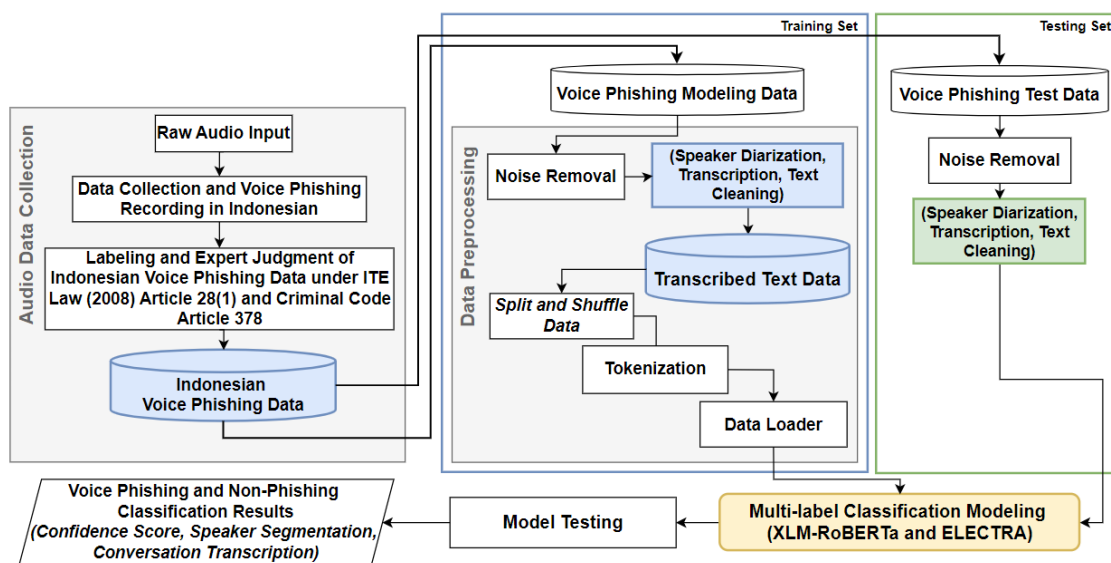 Training Set
Testing Set
Audio Data Collection
Raw Audio Input
Data Collection and Voice Phishing
Recording in Indonesian
Labeling and Expert Judgment of
Indonesian Voice Phishing Data under ITE
Law (2008) Article 28(1) and Criminal Code
Article 378
Indonesian
Voice Phishing Data
Voice Phishing Modeling Data
Data Preprocessing
Noise Removal
(Speaker Diarization,
Transcription, Text
Cleaning)
Transcribed Text Data
Split and Shuffle
Data
Tokenization
Data Loader
Voice Phishing Test Data
Noise Removal
(Speaker Diarization,
Transcription, Text
Cleaning)
Multi-label Classification Modeling
(XLM-RoBERTa and ELECTRA)
Model Testing
Voice Phishing and Non-Phishing
Classification Results
(Confidence Score, Speaker Segmentation,
Conversation Transcription)